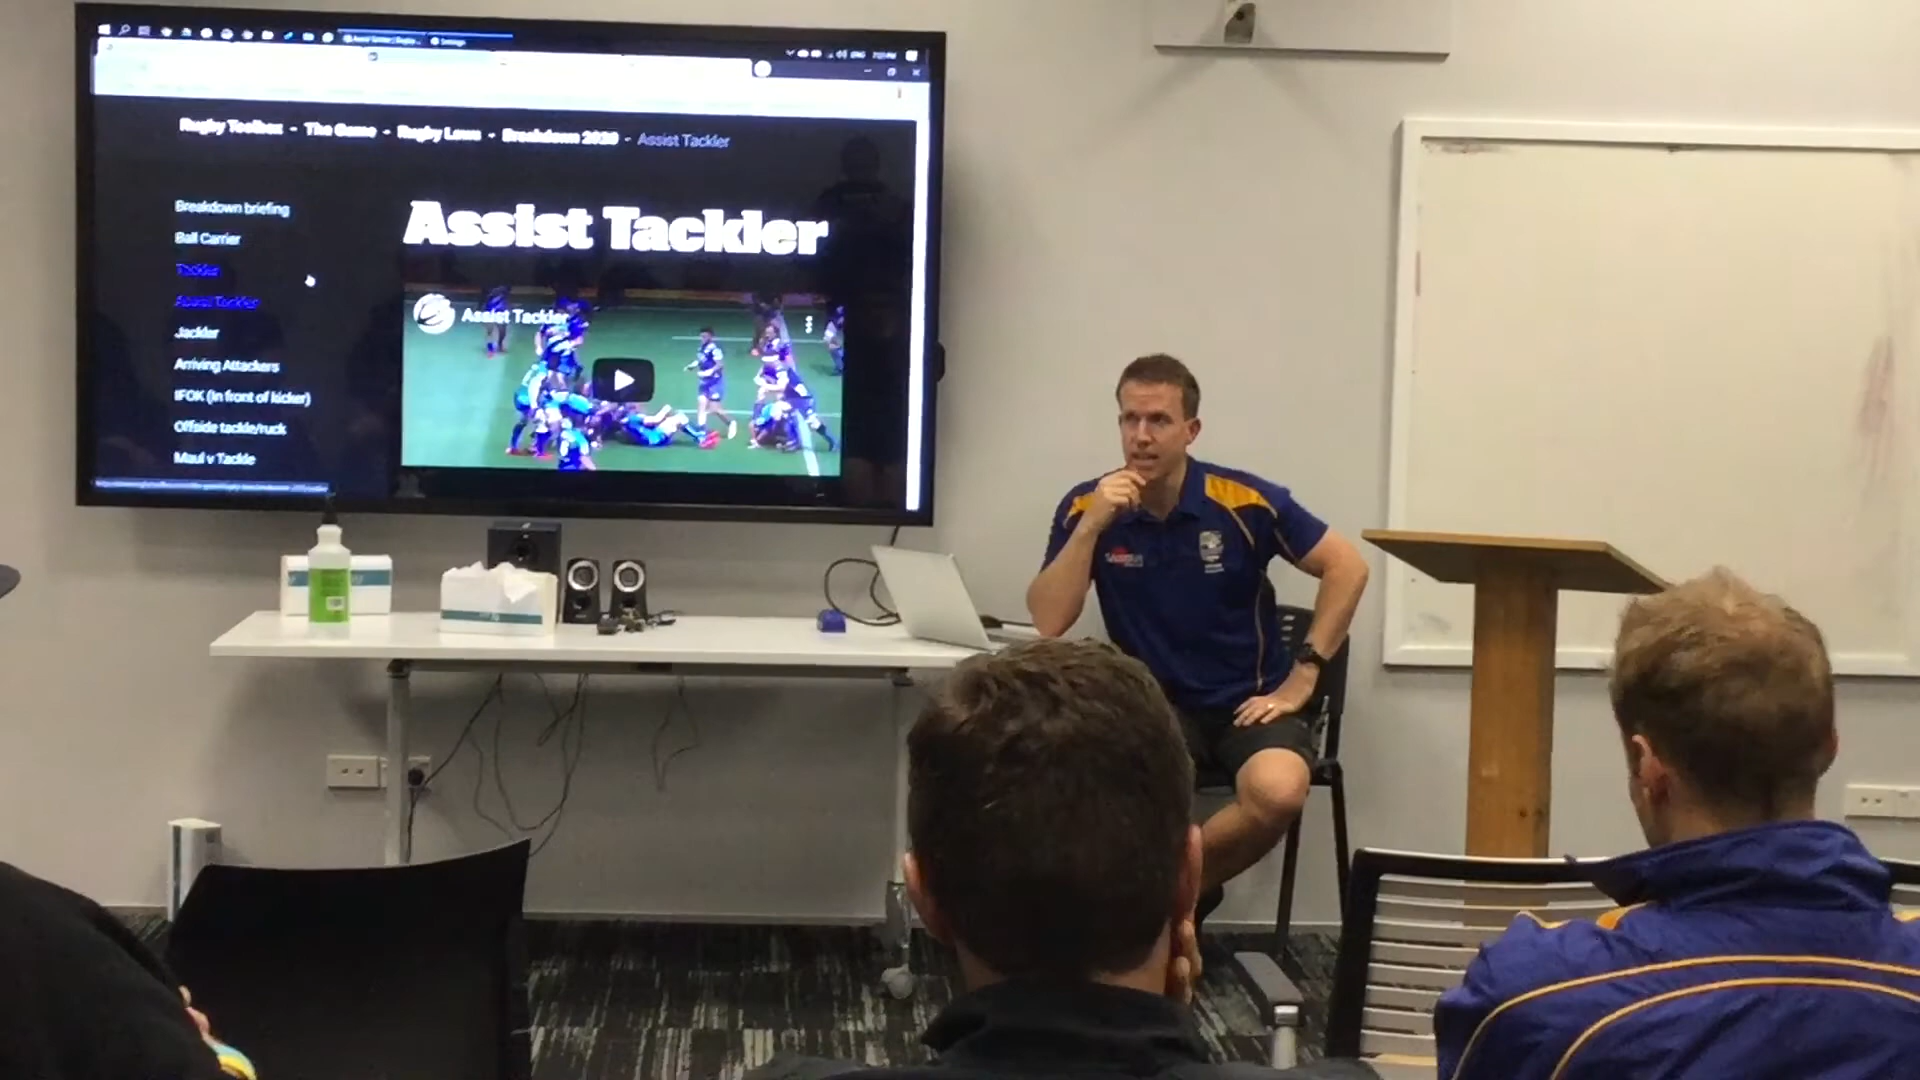 Rugby Toolbox - The Game - Rugby Laws - Breakdown 2020 - Assist Tackler
Breakdown briefing
Ball Carrier
Tackler
Assist Tackler
Jackler
Arriving Attackers
IFOK (in front of kicker)
Offside tackle/ruck
Maul v Tackle
Assist Tackler
Assist Tackler